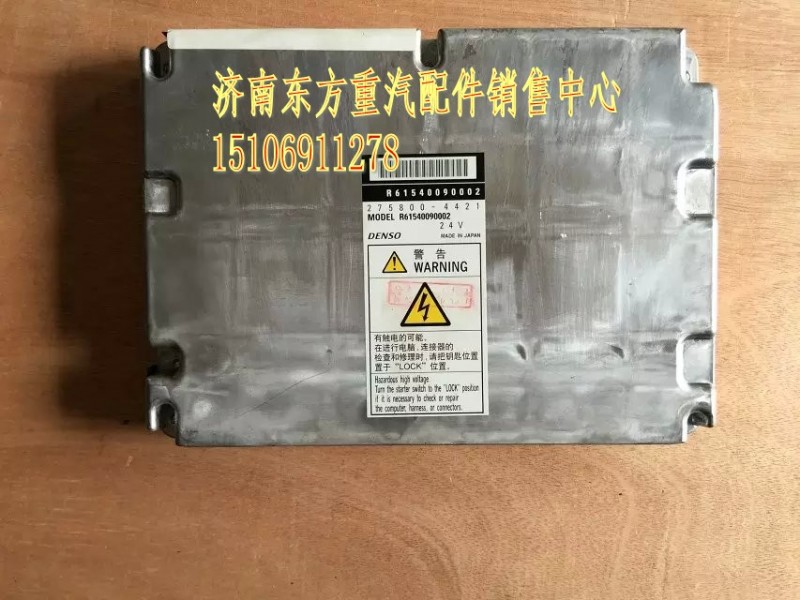 济南东方重汽配件销售中心
15106911278
R61540090002
275800-4421
MODEL R61540090002
24V
DENSO MADE IN JAPAN
警告
WARNING
有触电的可能。
在进行电脑、连接器的
检查和修理时，请把钥匙位置
置于"LOCK"位置。
Hazardous high voltage
Turn the starter switch to the "LOCK" position
if it is necessary to check or repair
the computer, harness, or connectors.